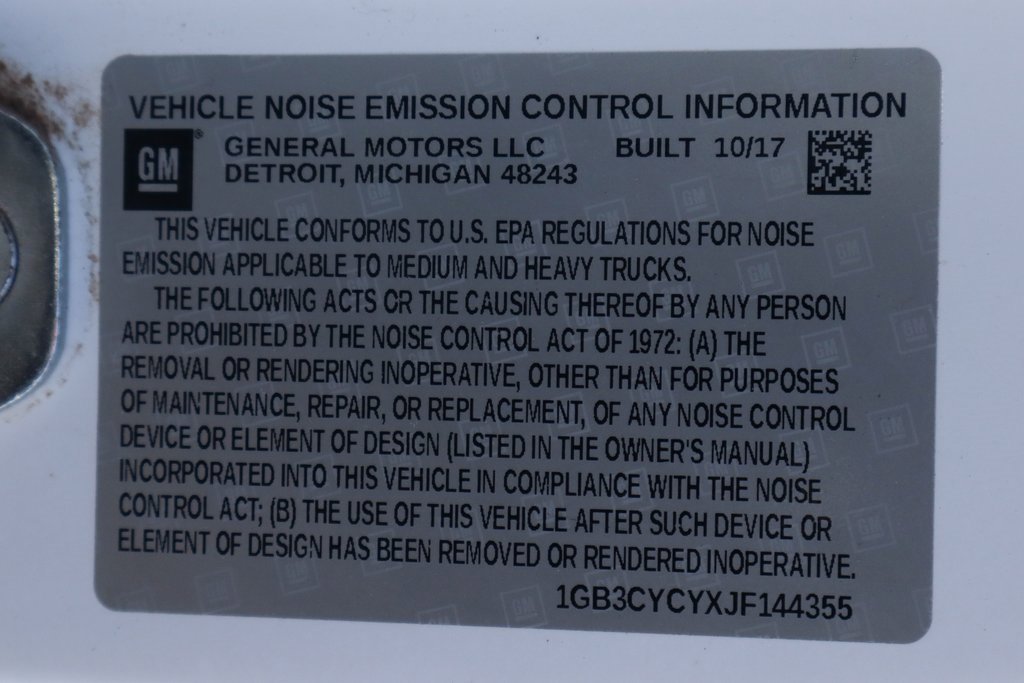 VEHICLE NOISE EMISSION CONTROL INFORMATION
GM ® GENERAL MOTORS LLC BUILT 10/17
DETROIT, MICHIGAN 48243
THIS VEHICLE CONFORMS TO U.S. EPA REGULATIONS FOR NOISE
EMISSION APPLICABLE TO MEDIUM AND HEAVY TRUCKS.
THE FOLLOWING ACTS OR THE CAUSING THEREOF BY ANY PERSON
ARE PROHIBITED BY THE NOISE CONTROL ACT OF 1972: (A) THE
REMOVAL OR RENDERING INOPERATIVE, OTHER THAN FOR PURPOSES
OF MAINTENANCE, REPAIR, OR REPLACEMENT, OF ANY NOISE CONTROL
DEVICE OR ELEMENT OF DESIGN (LISTED IN THE OWNER'S MANUAL)
INCORPORATED INTO THIS VEHICLE IN COMPLIANCE WITH THE NOISE
CONTROL ACT; (B) THE USE OF THIS VEHICLE AFTER SUCH DEVICE OR
ELEMENT OF DESIGN HAS BEEN REMOVED OR RENDERED INOPERATIVE.
1GB3CYCYXJF144355